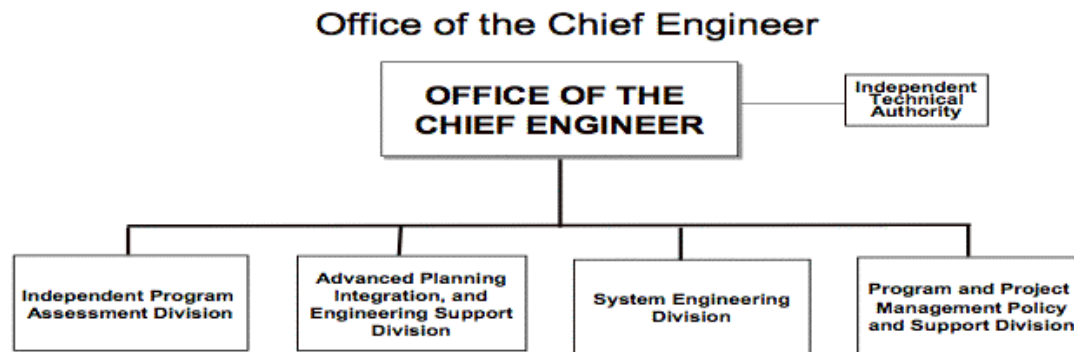 Office of the Chief Engineer
OFFICE OF THE
CHIEF ENGINEER
Independent
Technical
Authority
Independent Program
Assessment Division
Advanced Planning
Integration, and
Engineering Support
Division
System Engineering
Division
Program and Project
Management Policy
and Support Division